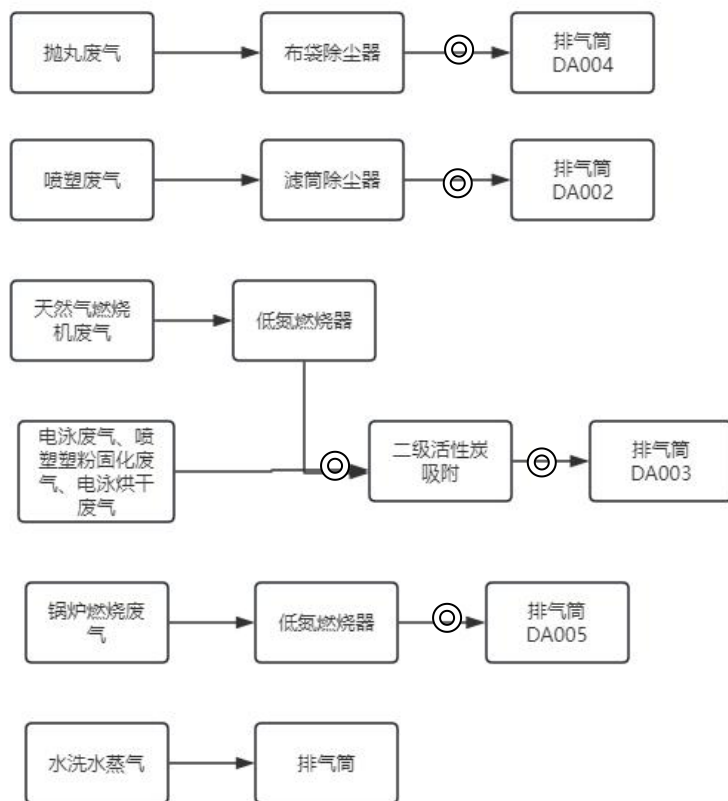 抛丸废气
布袋除尘器
排气筒
DA004
喷塑废气
滤筒除尘器
排气筒
DA002
天然气燃烧
机废气
低氮燃烧器
电泳废气、喷
塑塑粉固化废
气、电泳烘干
废气
二级活性炭
吸附
排气筒
DA003
锅炉燃烧废
气
低氮燃烧器
排气筒
DA005
水洗水蒸气
排气筒